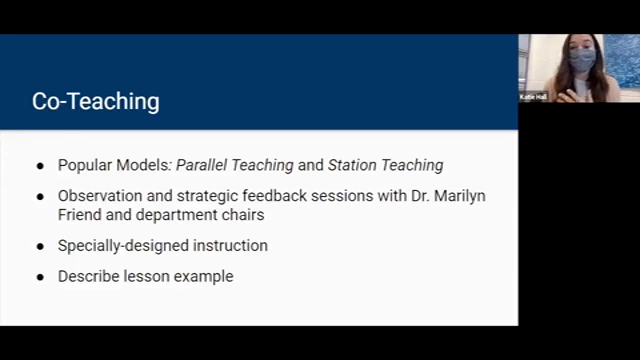 Co-Teaching
● Popular Models: Parallel Teaching and Station Teaching
● Observation and strategic feedback sessions with Dr. Marilyn
Friend and department chairs
● Specially-designed instruction
● Describe lesson example
Katie Hall